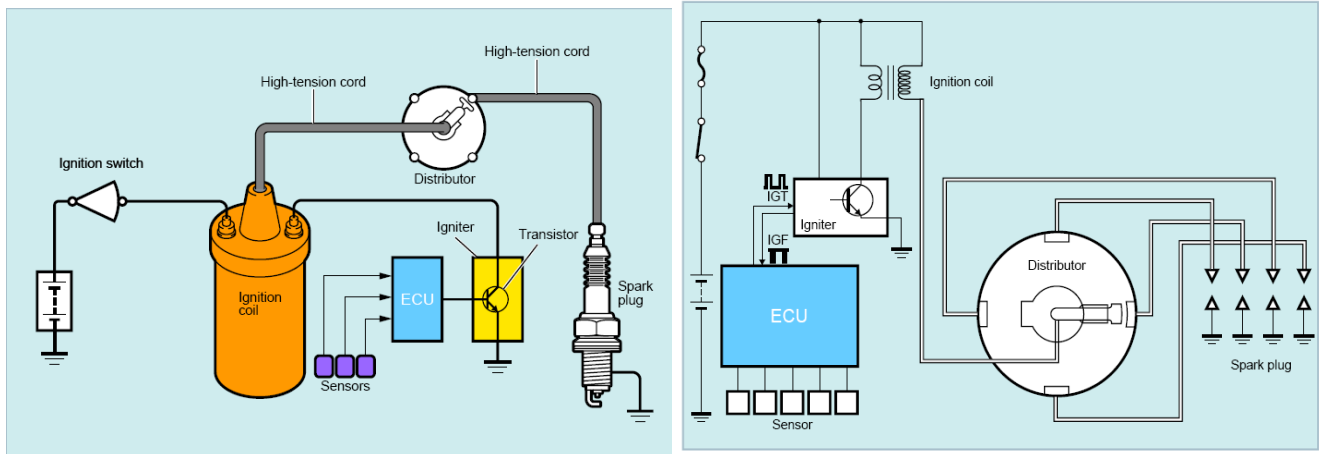 High-tension cord
High-tension cord
Ignition switch
Distributor
Igniter
Transistor
ECU
Ignition
coil
Spark
plug
Sensors
Ignition coil
IGT
Igniter
IGF
Distributor
ECU
Spark plug
Sensor